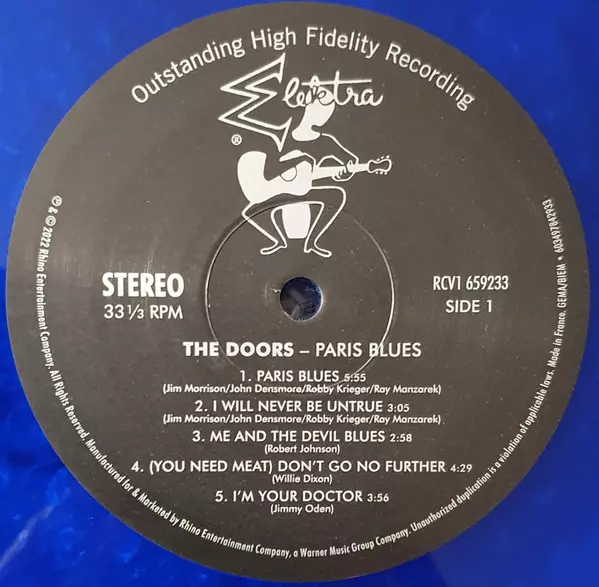 Outstanding High Fidelity Recording
Elektra
®
STEREO
33 1/3 RPM
RCV1 659233
SIDE 1
THE DOORS – PARIS BLUES
1. PARIS BLUES 5:55
(Jim Morrison/John Densmore/Robby Krieger/Ray Manzarek)
2. I WILL NEVER BE UNTRUE 3:05
(Jim Morrison/John Densmore/Robby Krieger/Ray Manzarek)
3. ME AND THE DEVIL BLUES 2:58
(Robert Johnson)
4. (YOU NEED MEAT) DON'T GO NO FURTHER 4:29
(Willie Dixon)
5. I'M YOUR DOCTOR 3:56
(Jimmy Oden)
℗ & © 2022 Rhino Entertainment Company. All Rights Reserved. Manufactured for & Marketed by Rhino Entertainment Company, a Warner Music Group Company. Unauthorized duplication is a violation of applicable laws. Made in France. GEMA/BIEM • 603497842933